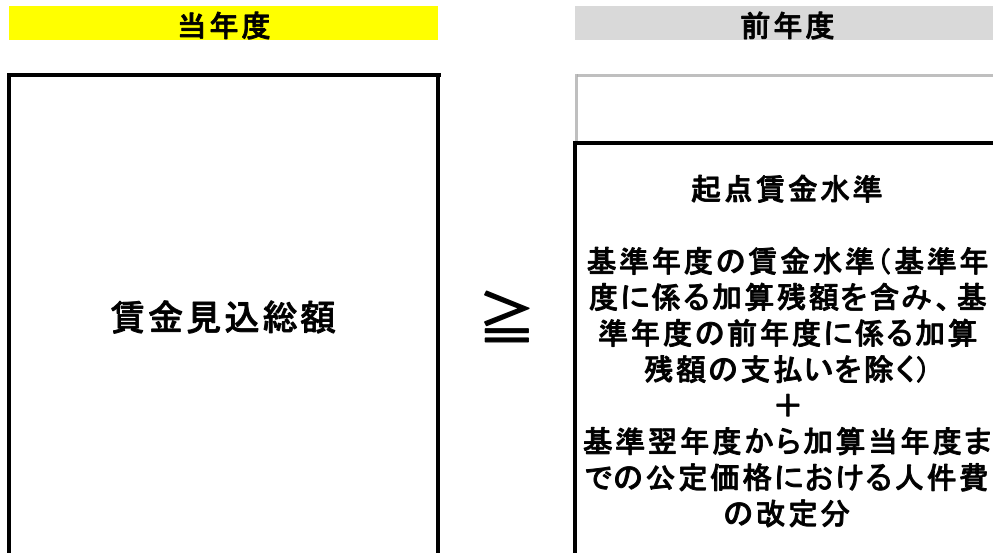 当年度
前年度
賃金見込総額
≧
起点賃金水準
基準年度の賃金水準（基準年
度に係る加算残額を含み、基
準年度の前年度に係る加算
残額の支払いを除く）
＋
基準翌年度から加算当年度ま
での公定価格における人件費
の改定分